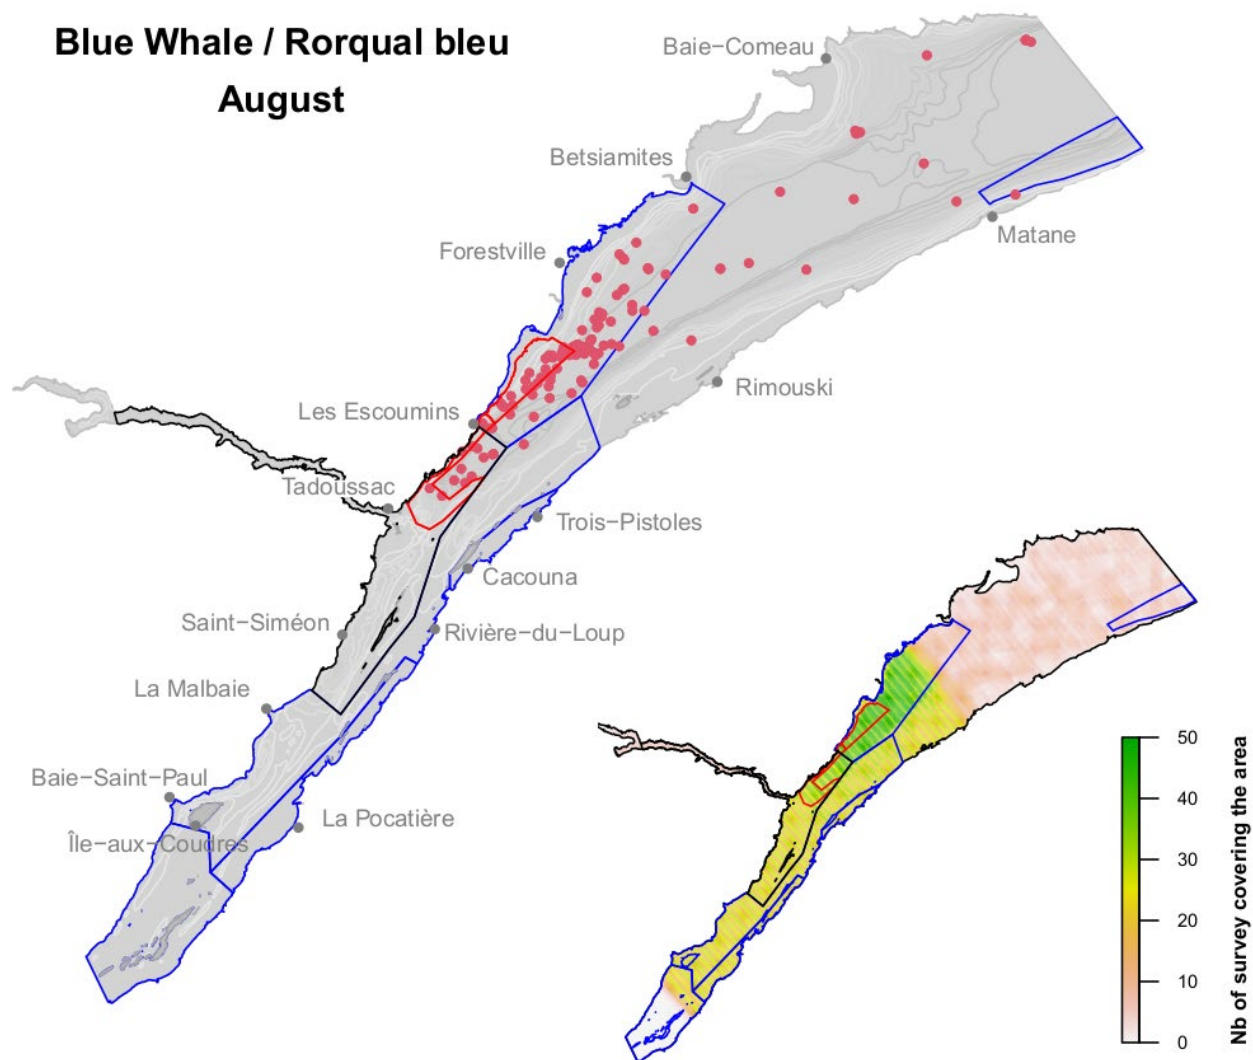 Blue Whale / Rorqual bleu
August
Baie−Comeau
Betsiamites
Forestville
Matane
Rimouski
Les Escoumins
Tadoussac
Trois−Pistoles
Cacouna
Saint−Siméon
Rivière−du−Loup
La Malbaie
Baie−Saint−Paul
La Pocatière
Île−aux−Coudres
50
40
30
20
10
0
Nb of survey covering the area